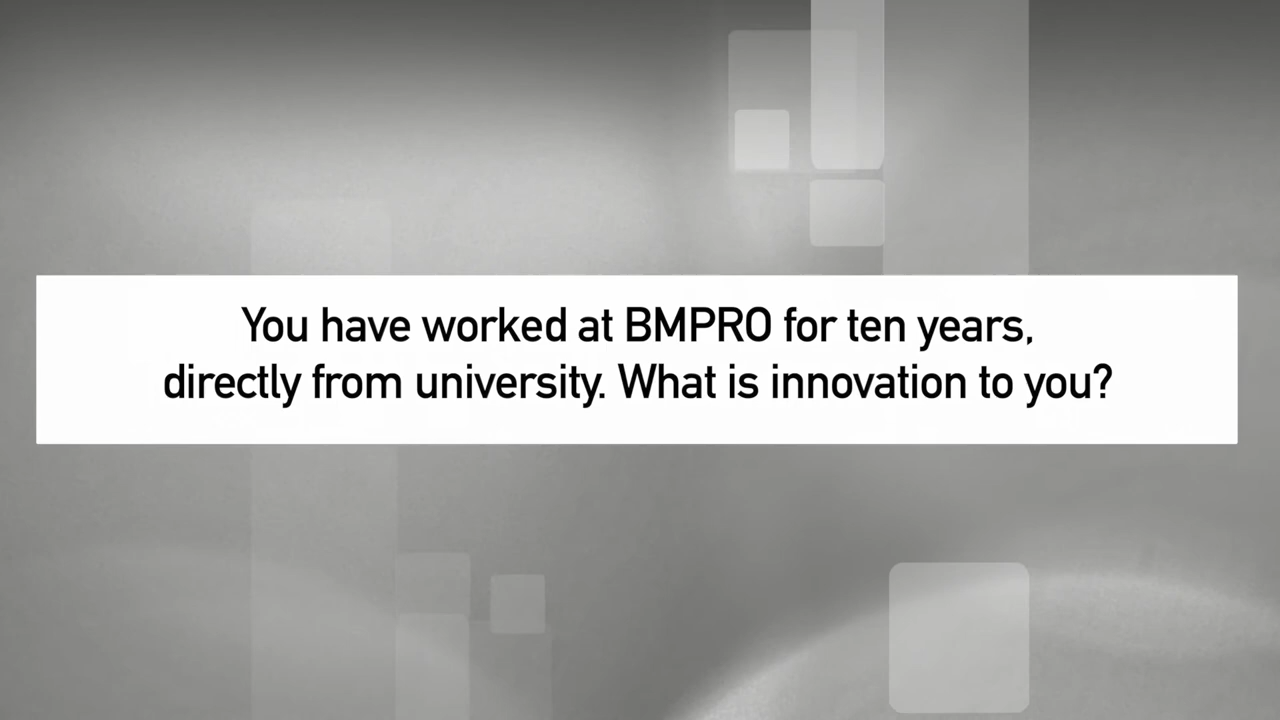 You have worked at BMPRO for ten years,
directly from university. What is innovation to you?